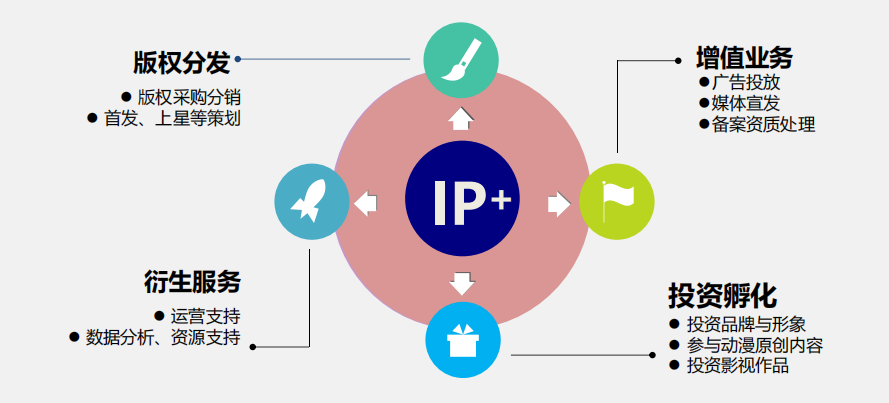 版权分发
● 版权采购分销
● 首发、上星等策划
增值业务
●广告投放
●媒体宣发
●备案资质处理
IP+
衍生服务
● 运营支持
● 数据分析、资源支持
投资孵化
● 投资品牌与形象
● 参与动漫原创内容
● 投资影视作品